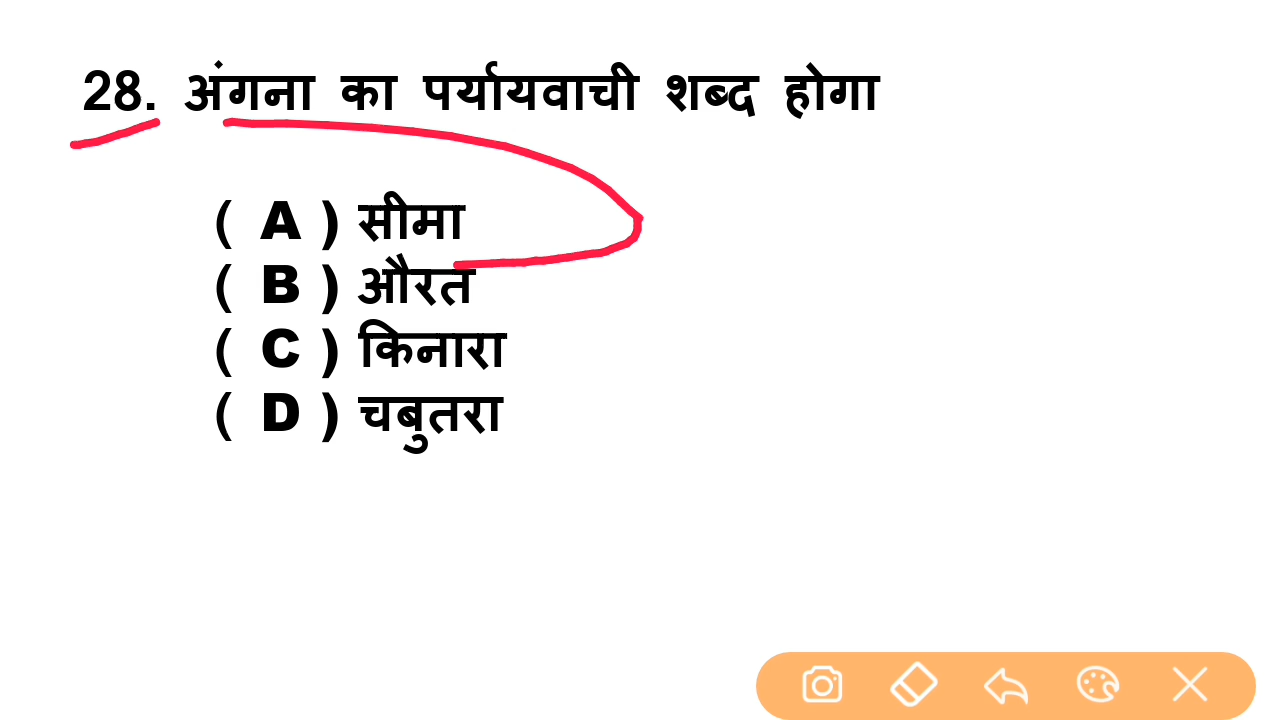 28. अंगना का पर्यायवाची शब्द होगा
( A ) सीमा
( B ) औरत
( C ) किनारा
( D ) चबुतरा